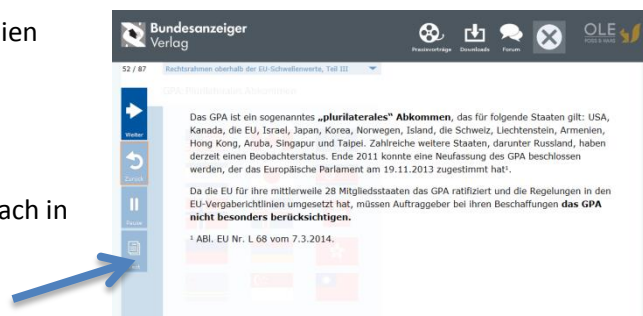 ien
ach in
Bundesanzeiger
Verlag
Praxisvorträge
Downloads
Forum
OLE
52 / 87
Rechtsrahmen oberhalb der EU-Schwellenwerte, Teil III
GPA: Plurilaterales Abkommen
Weiter
Zurück
Pause
Das GPA ist ein sogenanntes „plurilaterales“ Abkommen, das für folgende Staaten gilt: USA,
Kanada, die EU, Israel, Japan, Korea, Norwegen, Island, die Schweiz, Liechtenstein, Armenien,
Hong Kong, Aruba, Singapur und Taipei. Zahlreiche weitere Staaten, darunter Russland, haben
derzeit einen Beobachterstatus. Ende 2011 konnte eine Neufassung des GPA beschlossen
werden, der das Europäische Parlament am 19.11.2013 zugestimmt hat¹.
Da die EU für ihre mittlerweile 28 Mitgliedsstaaten das GPA ratifiziert und die Regelungen in den
EU-Vergaberichtlinien umgesetzt hat, müssen Auftraggeber bei ihren Beschaffungen das GPA
nicht besonders berücksichtigen.
¹ ABl. EU Nr. L 68 vom 7.3.2014.